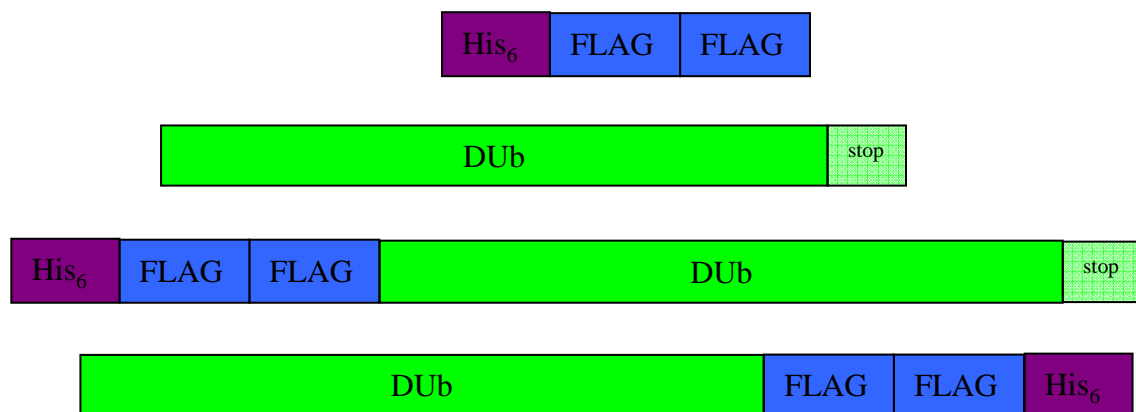 His₆ FLAG FLAG
DUb stop
His₆ FLAG FLAG DUb stop
DUb FLAG FLAG His₆